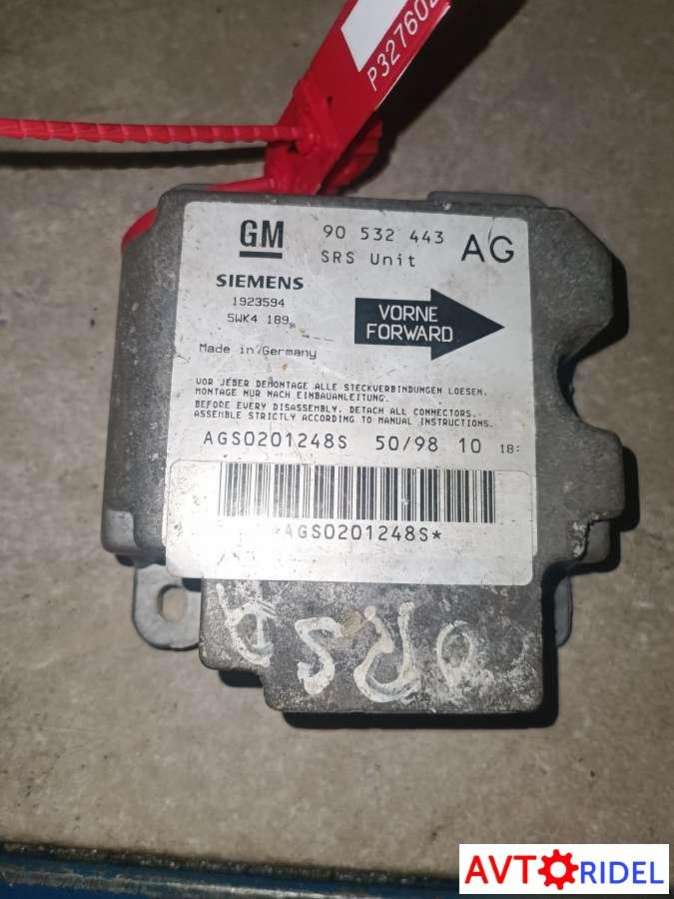 P32760
GM 90 532 443 AG
SRS Unit
SIEMENS
1923594
5WK4 189
VORNE
FORWARD
Made in Germany
VOR JEDER DEMONTAGE ALLE STECKVERBINDUNGEN LOESEN.
MONTAGE NUR NACH EINBAUANLEITUNG.
BEFORE EVERY DISASSEMBLY, DETACH ALL CONNECTORS.
ASSEMBLE STRICTLY ACCORDING TO MANUAL INSTRUCTIONS.
AGS0201248S 50/98 10 18:
*AGS0201248S*
AVTORIDEL